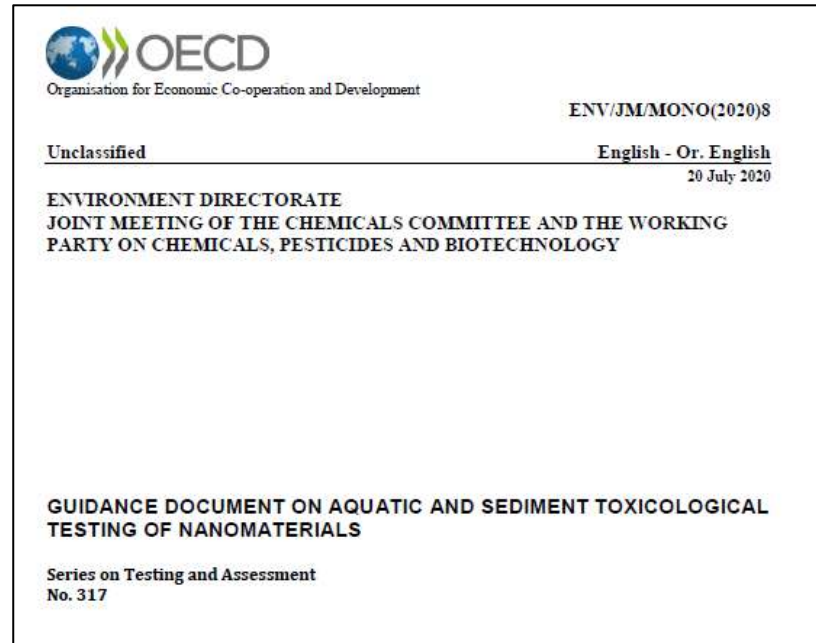 OECD
Organisation for Economic Co-operation and Development
ENV/JM/MONO(2020)8
Unclassified English - Or. English
20 July 2020
ENVIRONMENT DIRECTORATE
JOINT MEETING OF THE CHEMICALS COMMITTEE AND THE WORKING
PARTY ON CHEMICALS, PESTICIDES AND BIOTECHNOLOGY
GUIDANCE DOCUMENT ON AQUATIC AND SEDIMENT TOXICOLOGICAL
TESTING OF NANOMATERIALS
Series on Testing and Assessment
No. 317